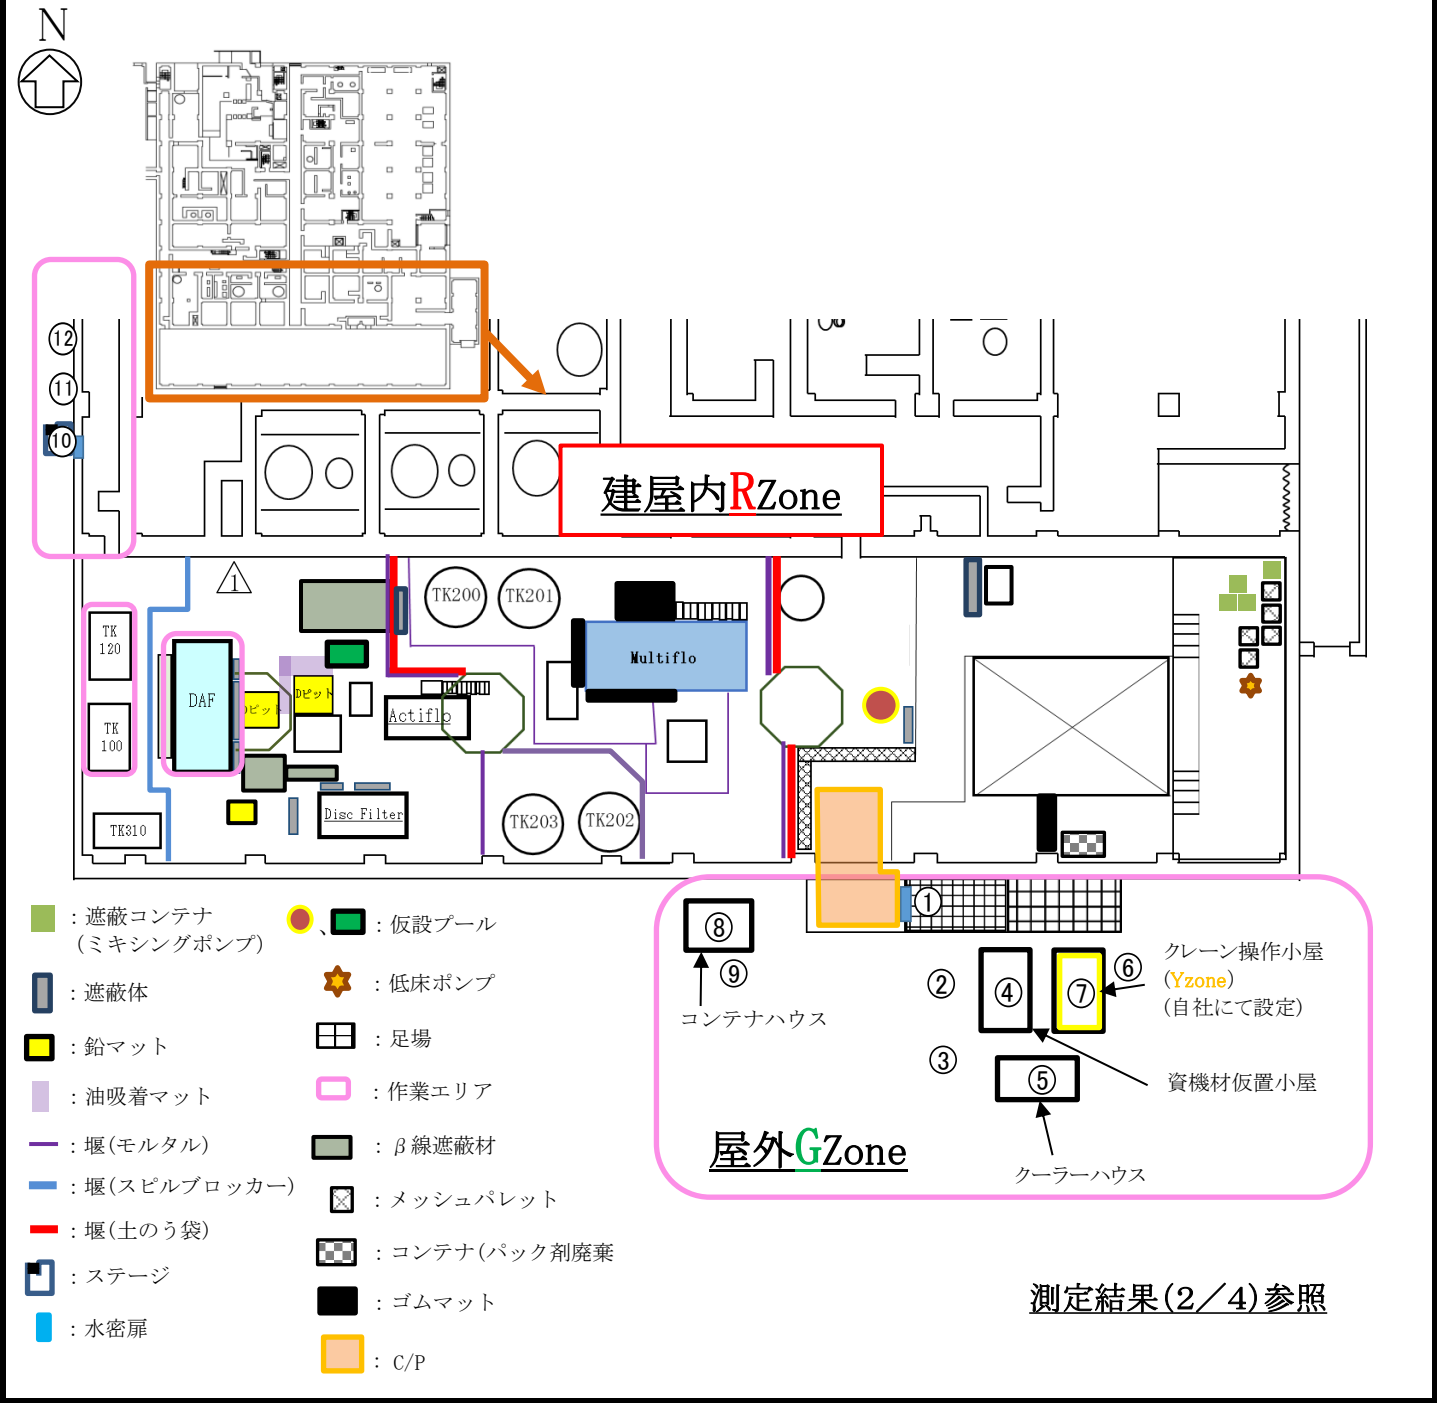 N
⑫
⑪
⑩
建屋内RZone
1
TK200
TK201
TK
120
Multiflo
DAF
Dピット
Dピット
TK
100
Actiflo
Disc Filter
TK310
TK203
TK202
①
⑧
⑨
コンテナハウス
②
④
⑦
⑥
③
⑤
クレーン操作小屋
(Yzone)
(自社にて設定)
資機材仮置小屋
クーラーハウス
屋外GZone
:遮蔽コンテナ
(ミキシングポンプ)
、
:仮設プール
:遮蔽体
:低床ポンプ
:鉛マット
:足場
:油吸着マット
:作業エリア
:堰(モルタル)
:β線遮蔽材
:堰(スピルブロッカー)
:メッシュパレット
:堰(土のう袋)
:コンテナ(パック剤廃棄
:ステージ
:ゴムマット
:水密扉
:C/P
測定結果(2/4)参照